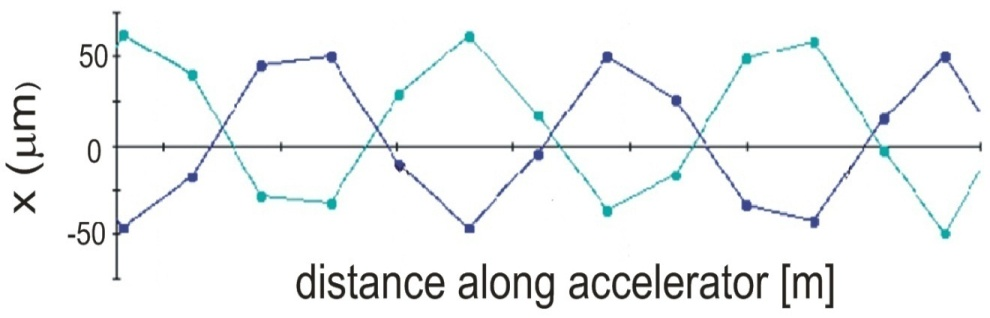 50
0
-50
x (μm)
distance along accelerator [m]